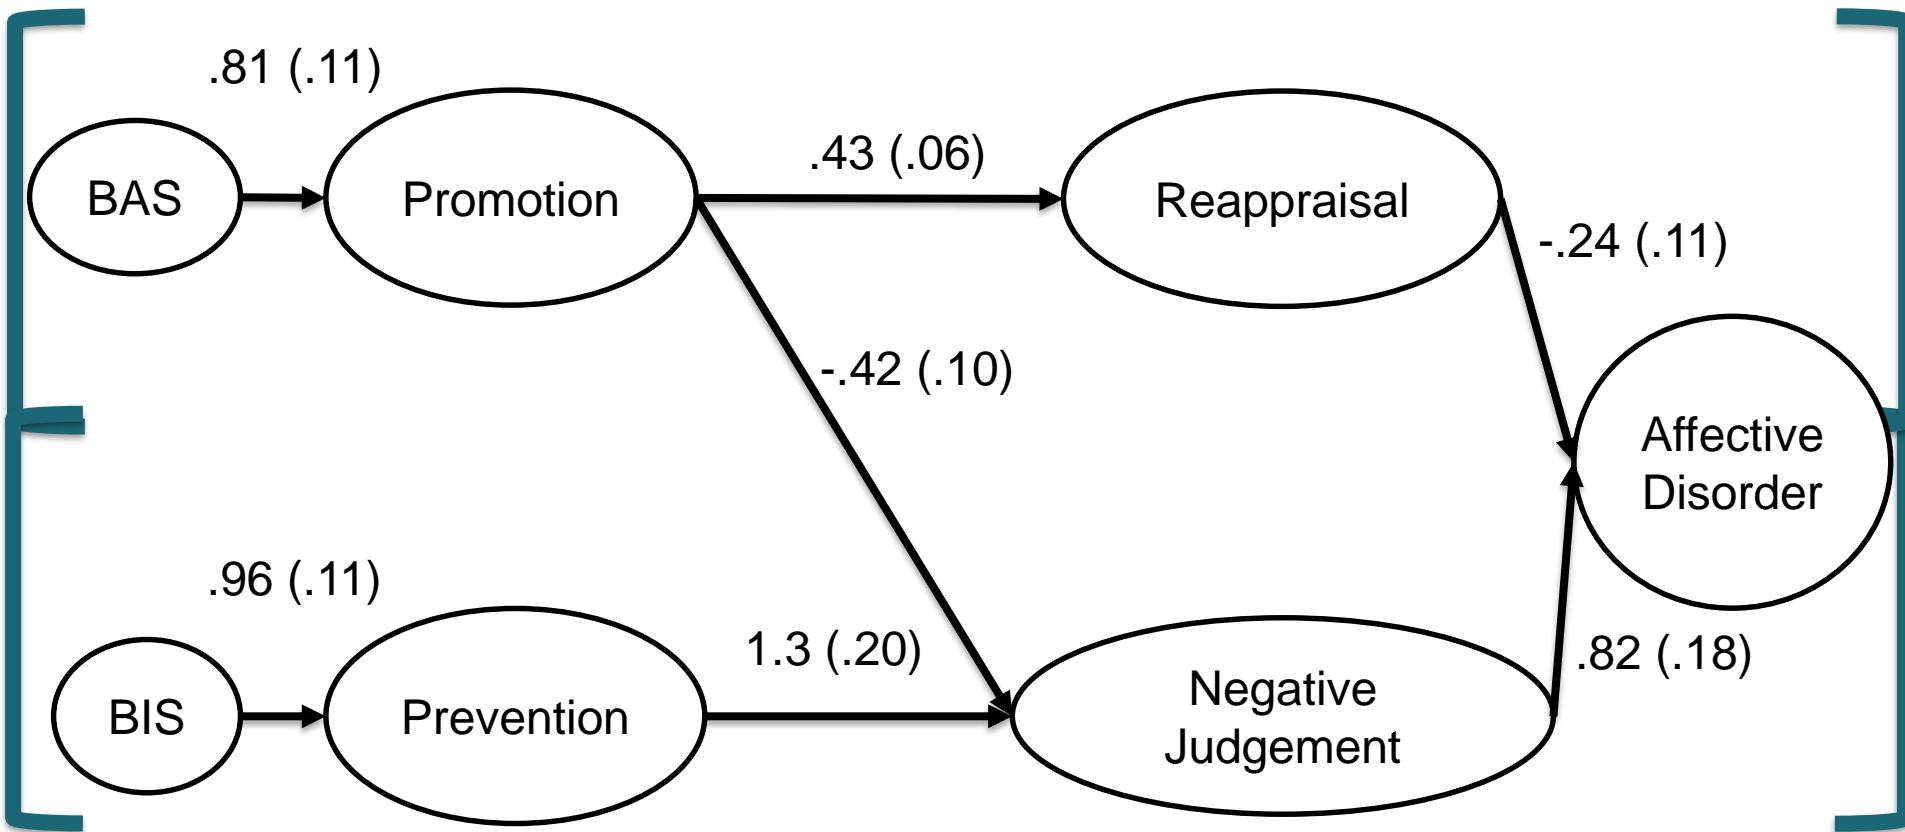 .81 (.11)
BAS
Promotion
.43 (.06)
Reappraisal
-.24 (.11)
-.42 (.10)
Affective
Disorder
.96 (.11)
BIS
Prevention
1.3 (.20)
Negative
Judgement
.82 (.18)